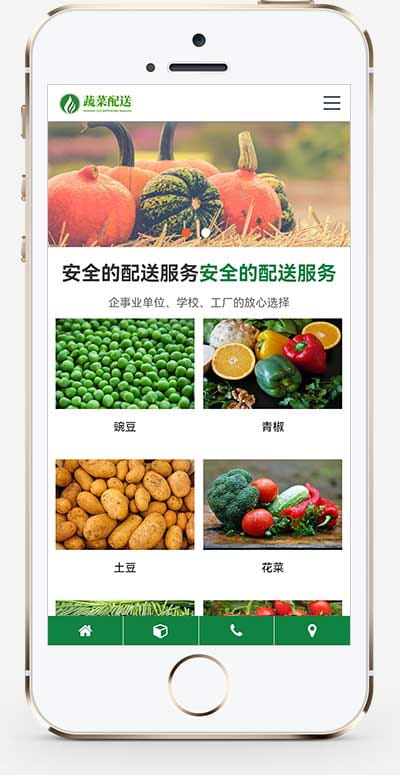 蔬菜配送
安全的配送服务安全的配送服务
企事业单位、学校、工厂的放心选择
豌豆
青椒
土豆
花菜